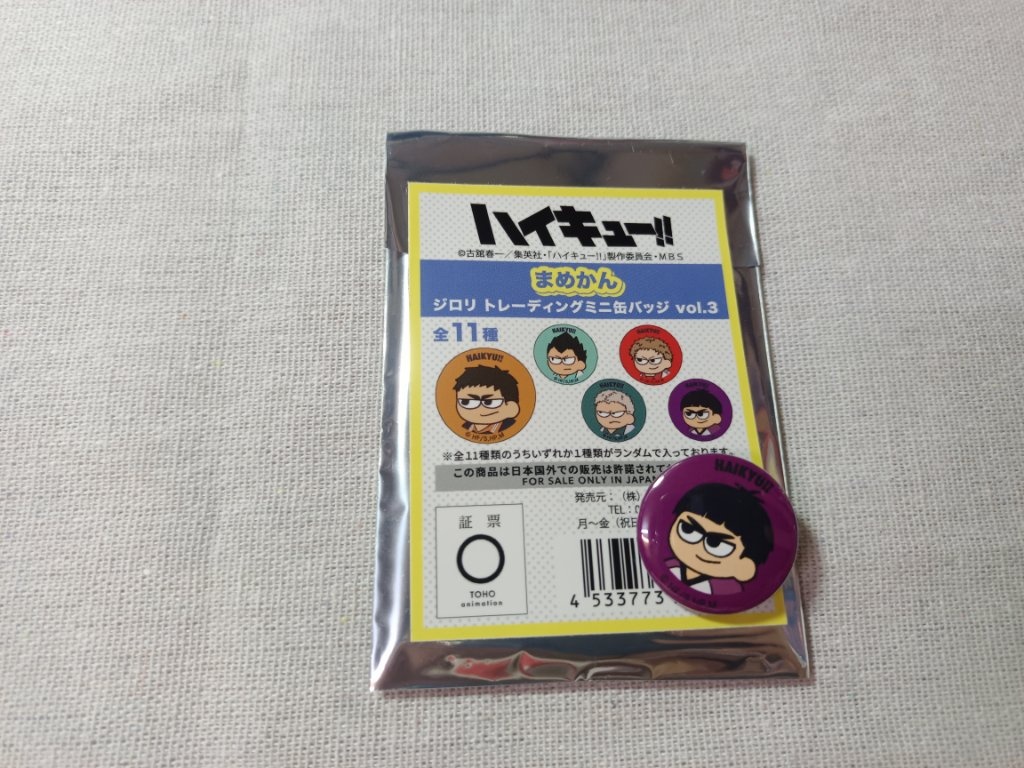 ハイキュー!!
©古舘春一／集英社・「ハイキュー!!」製作委員会・MBS
まめかん
ジロリ トレーディングミニ缶バッジ vol.3
全11種
HAIKYU!!
HAIKYU!!
HAIKYU!!
HAIKYU!!
HAIKYU!!
※全11種類のうちいずれか1種類がランダムで入っております。
この商品は日本国外での販売は許諾されて
FOR SALE ONLY IN JAPAN
発売元：（株）
TEL：0
月～金（祝日
証票
TOHO
animation
4 533773
HAIKYU!!